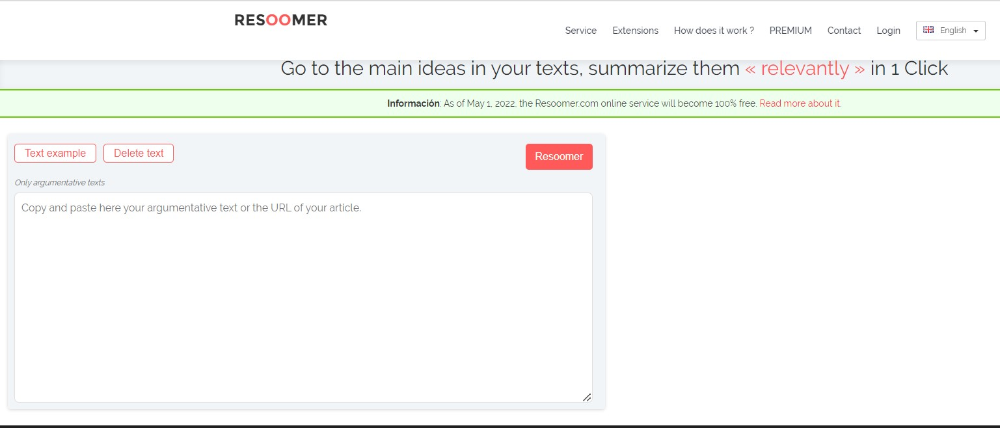 RESOOMER
Service Extensions How does it work ? PREMIUM Contact Login English
Go to the main ideas in your texts, summarize them « relevantly » in 1 Click
Información: As of May 1, 2022, the Resoomer.com online service will become 100% free. Read more about it.
Text example Delete text Resoomer
Only argumentative texts
Copy and paste here your argumentative text or the URL of your article.